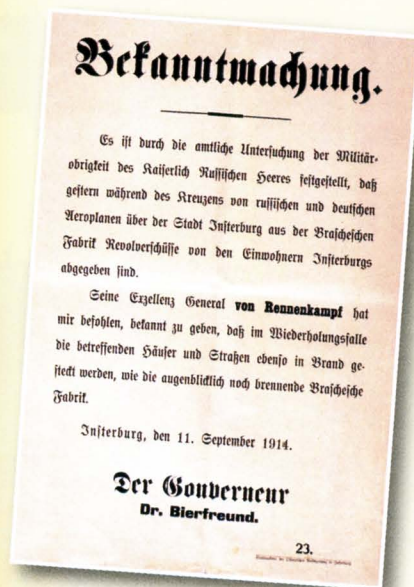 Bekanntmachung.
Es ist durch die amtliche Untersuchung der Militär-
obrigkeit des Kaiserlich Russischen Heeres festgestellt, daß
gestern während des Kreuzens von russischen und deutschen
Aeroplanen über der Stadt Insterburg aus der Brascheschen
Fabrik Revolverschüsse von den Einwohnern Insterburgs
abgegeben sind.
Seine Exzellenz General von Rennenkampf hat
mir befohlen, bekannt zu geben, daß im Wiederholungsfalle
die betreffenden Häuser und Straßen ebenso in Brand ge-
steckt werden, wie die augenblicklich noch brennende Braschesche
Fabrik.
Insterburg, den 11. September 1914.
Der Gouverneur
Dr. Bierfreund.
23.